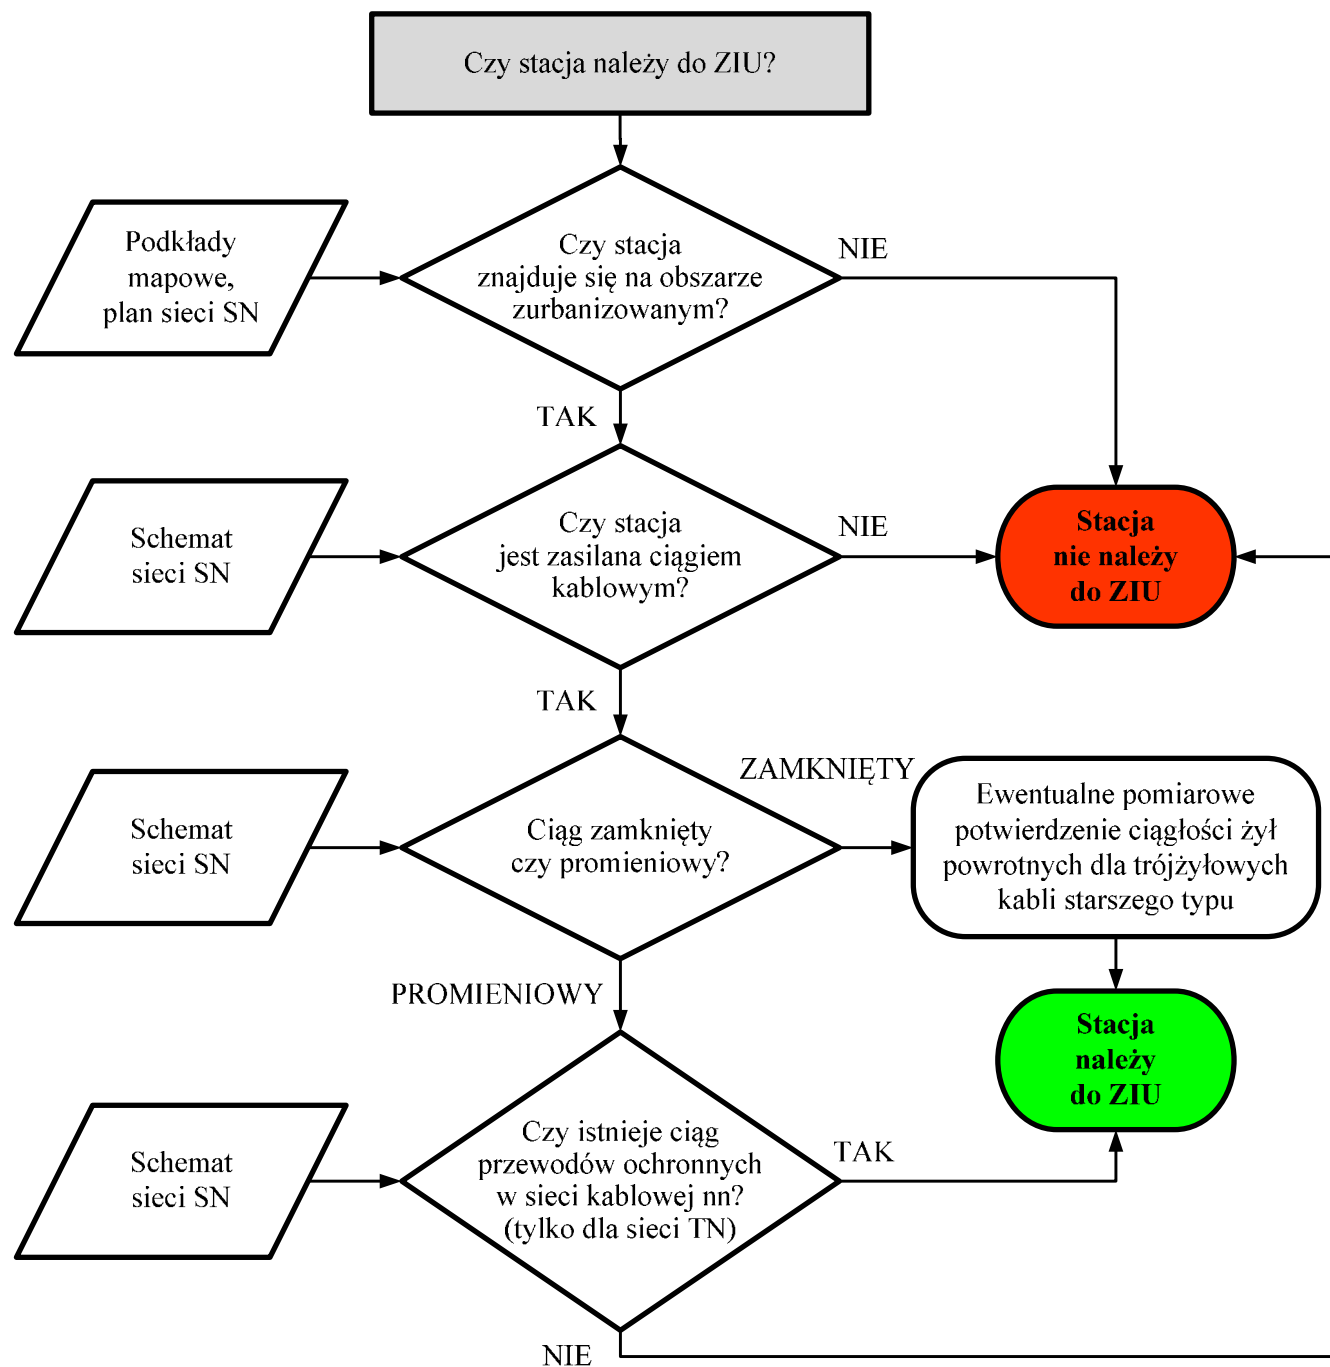 Czy stacja należy do ZIU?
Podkłady
mapowe,
plan sieci SN
Czy stacja
znajduje się na obszarze
zurbanizowanym?
NIE
TAK
Schemat
sieci SN
Czy stacja
jest zasilana ciągiem
kablowym?
NIE
Stacja
nie należy
do ZIU
TAK
Schemat
sieci SN
Ciąg zamknięty
czy promieniowy?
ZAMKNIĘTY
Ewentualne pomiarowe
potwierdzenie ciągłości żył
powrotnych dla trójżyłowych
kabli starszego typu
PROMIENIOWY
Stacja
należy
do ZIU
Schemat
sieci SN
Czy istnieje ciąg
przewodów ochronnych
w sieci kablowej nn?
(tylko dla sieci TN)
TAK
NIE